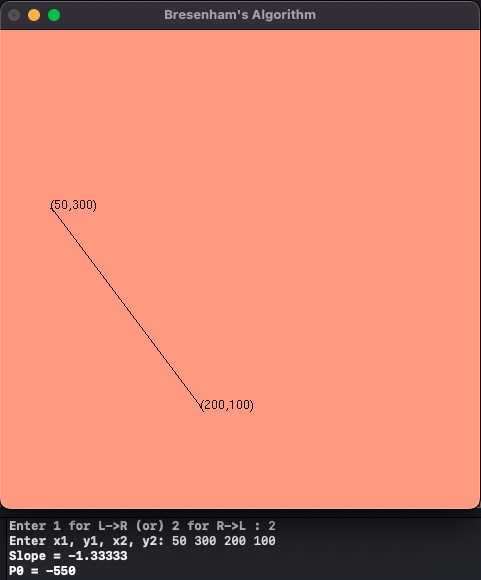 Bresenham's Algorithm
(50,300)
(200,100)
Enter 1 for L->R (or) 2 for R->L : 2
Enter x1, y1, x2, y2: 50 300 200 100
Slope = -1.33333
P0 = -550